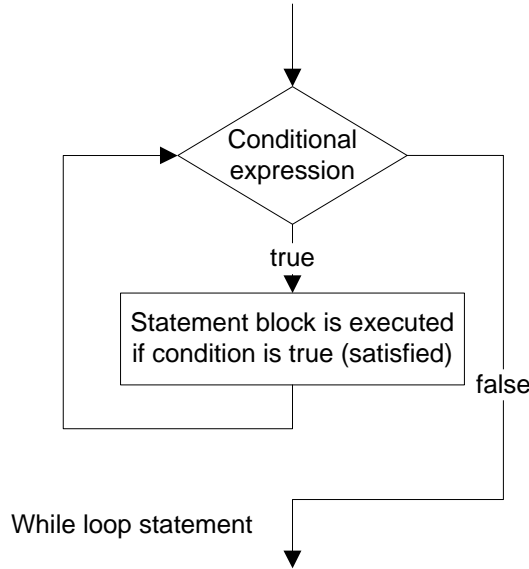 Conditional
expression
true
Statement block is executed
if condition is true (satisfied)
false
While loop statement